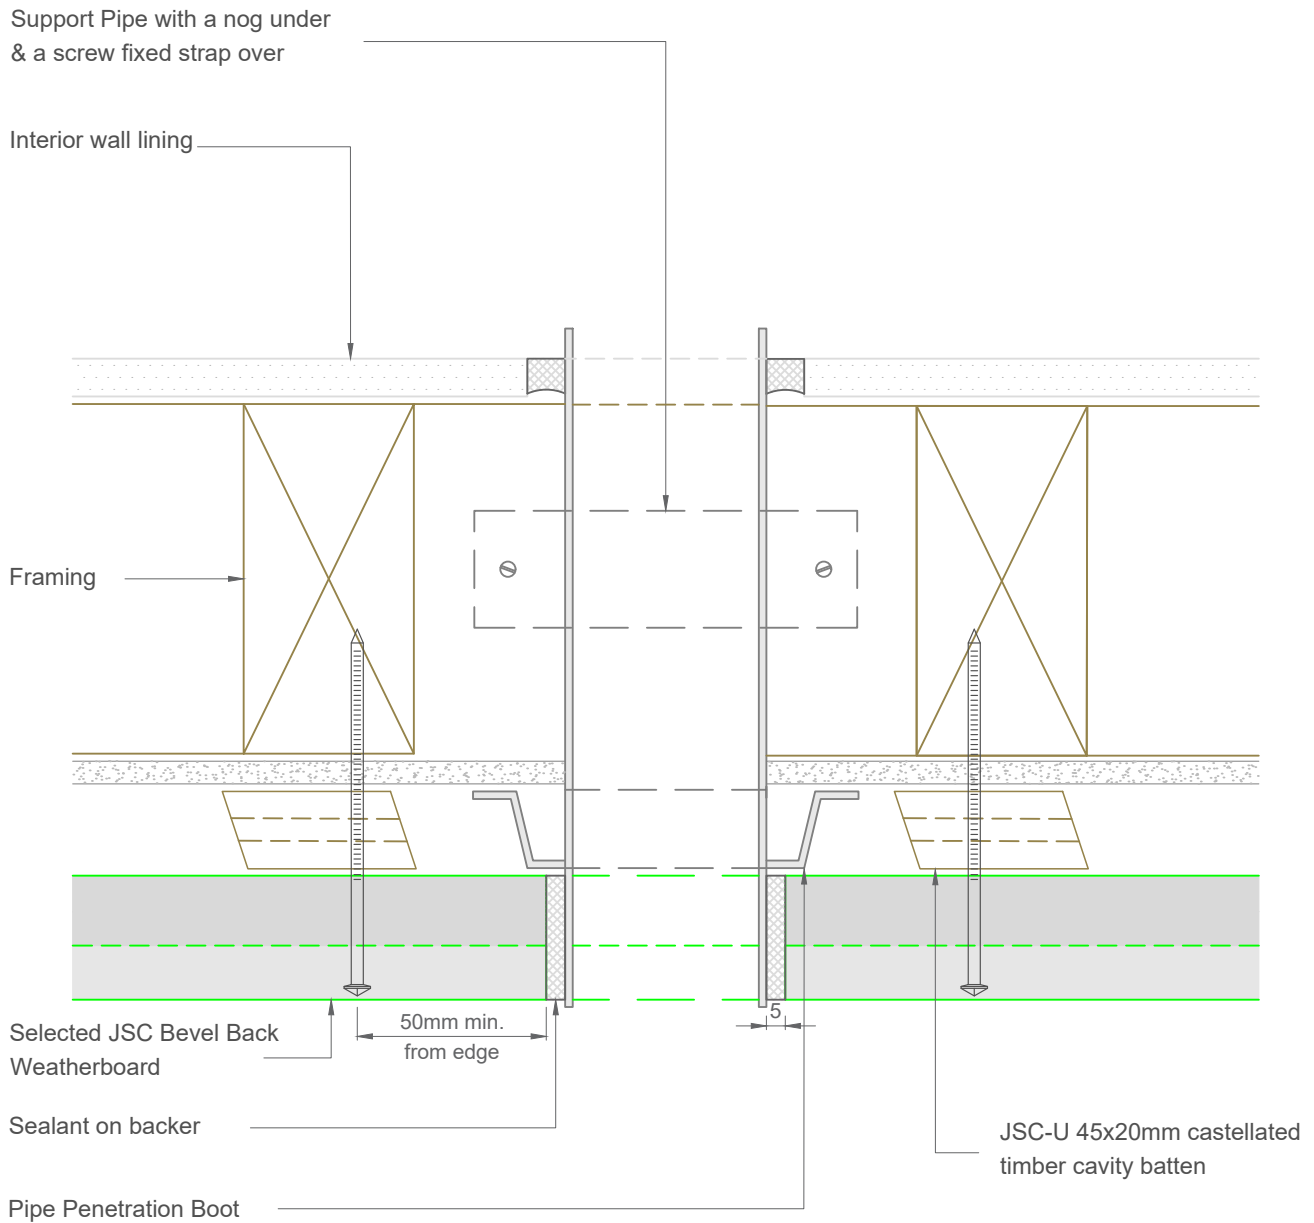 Support Pipe with a nog under
& a screw fixed strap over
Interior wall lining
Framing
Selected JSC Bevel Back
Weatherboard
50mm min.
from edge
5
Sealant on backer
JSC-U 45x20mm castellated
timber cavity batten
Pipe Penetration Boot